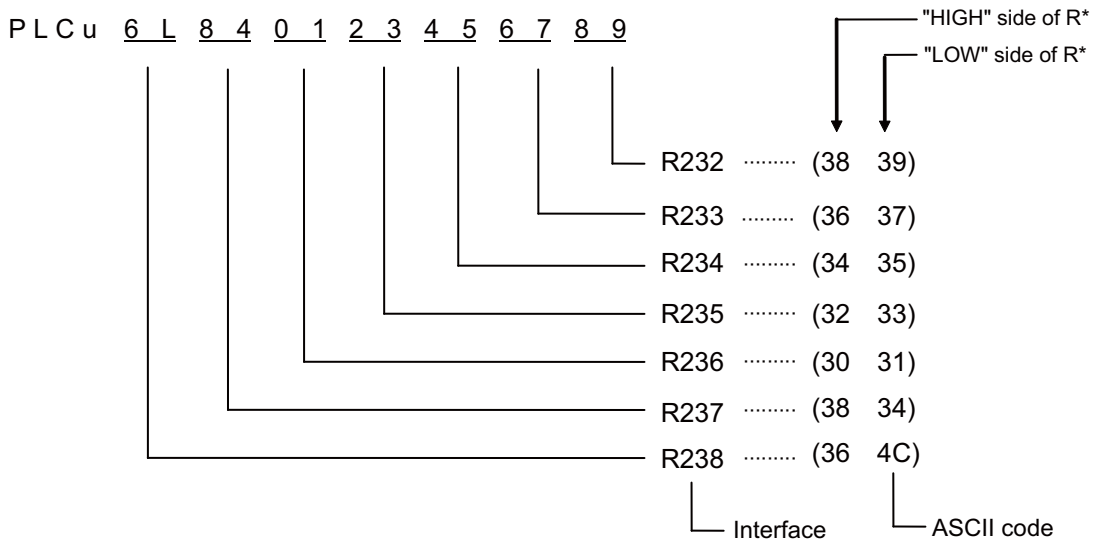 "HIGH" side of R*
P L C u 6 L 8 4 0 1 2 3 4 5 6 7 8 9
"LOW" side of R*
R232 ········· (38 39)
R233 ········· (36 37)
R234 ········· (34 35)
R235 ········· (32 33)
R236 ········· (30 31)
R237 ········· (38 34)
R238 ········· (36 4C)
Interface
ASCII code